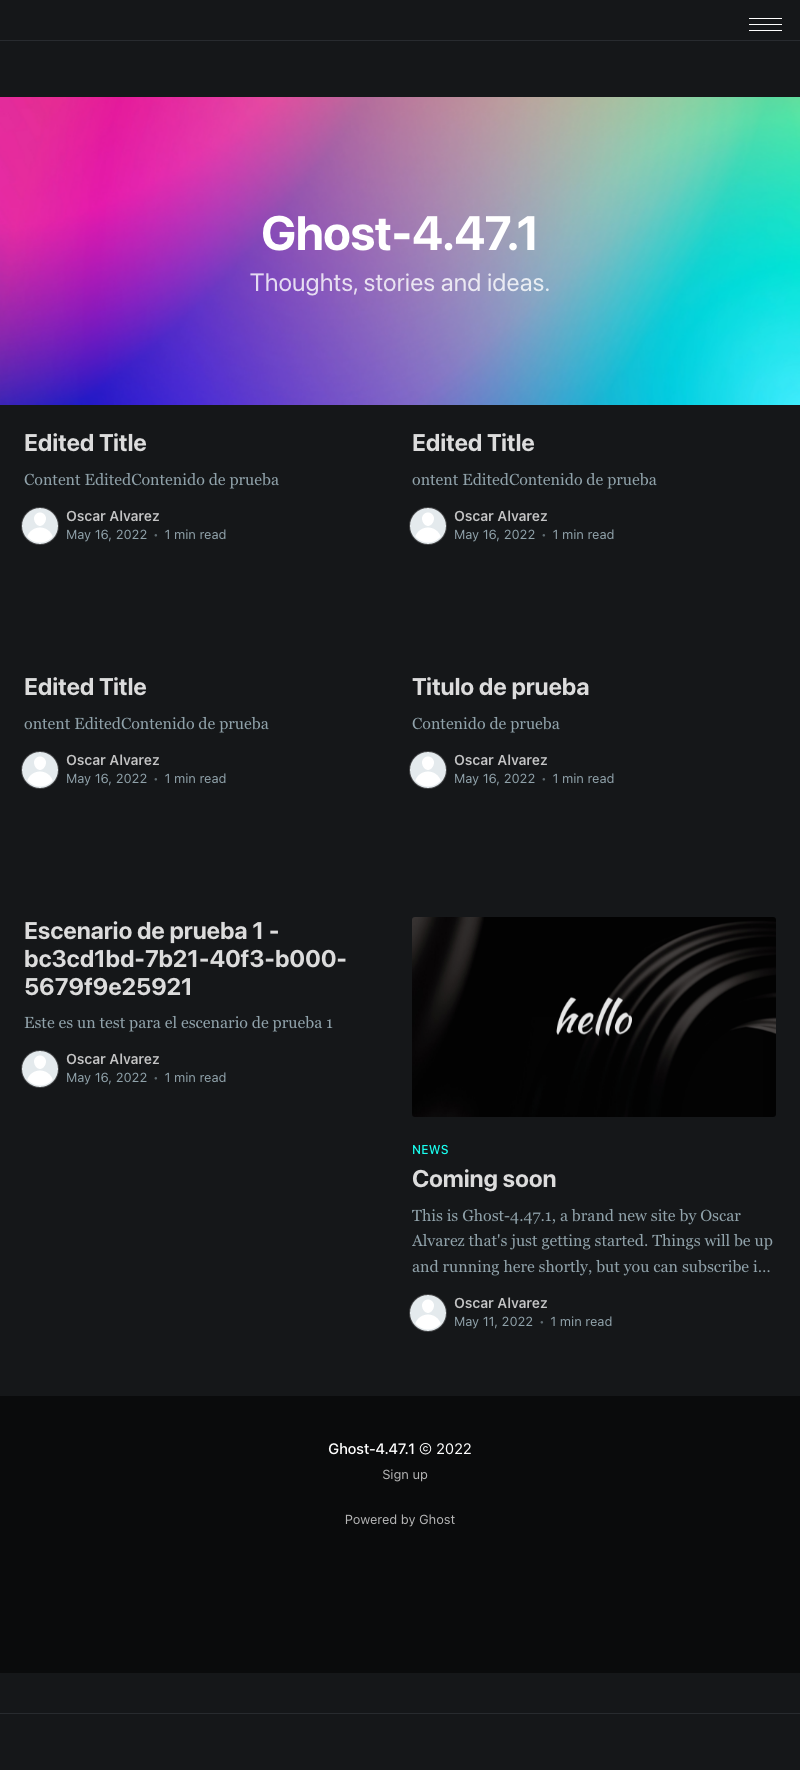 Ghost-4.47.1
Thoughts, stories and ideas.
Edited Title
Content EditedContenido de prueba
Oscar Alvarez
May 16, 2022 • 1 min read
Edited Title
ontent EditedContenido de prueba
Oscar Alvarez
May 16, 2022 • 1 min read
Edited Title
ontent EditedContenido de prueba
Oscar Alvarez
May 16, 2022 • 1 min read
Titulo de prueba
Contenido de prueba
Oscar Alvarez
May 16, 2022 • 1 min read
Escenario de prueba 1 -
bc3cd1bd-7b21-40f3-b000-
5679f9e25921
Este es un test para el escenario de prueba 1
Oscar Alvarez
May 16, 2022 • 1 min read
hello
NEWS
Coming soon
This is Ghost-4.47.1, a brand new site by Oscar
Alvarez that's just getting started. Things will be up
and running here shortly, but you can subscribe i…
Oscar Alvarez
May 11, 2022 • 1 min read
Ghost-4.47.1 © 2022
Sign up
Powered by Ghost